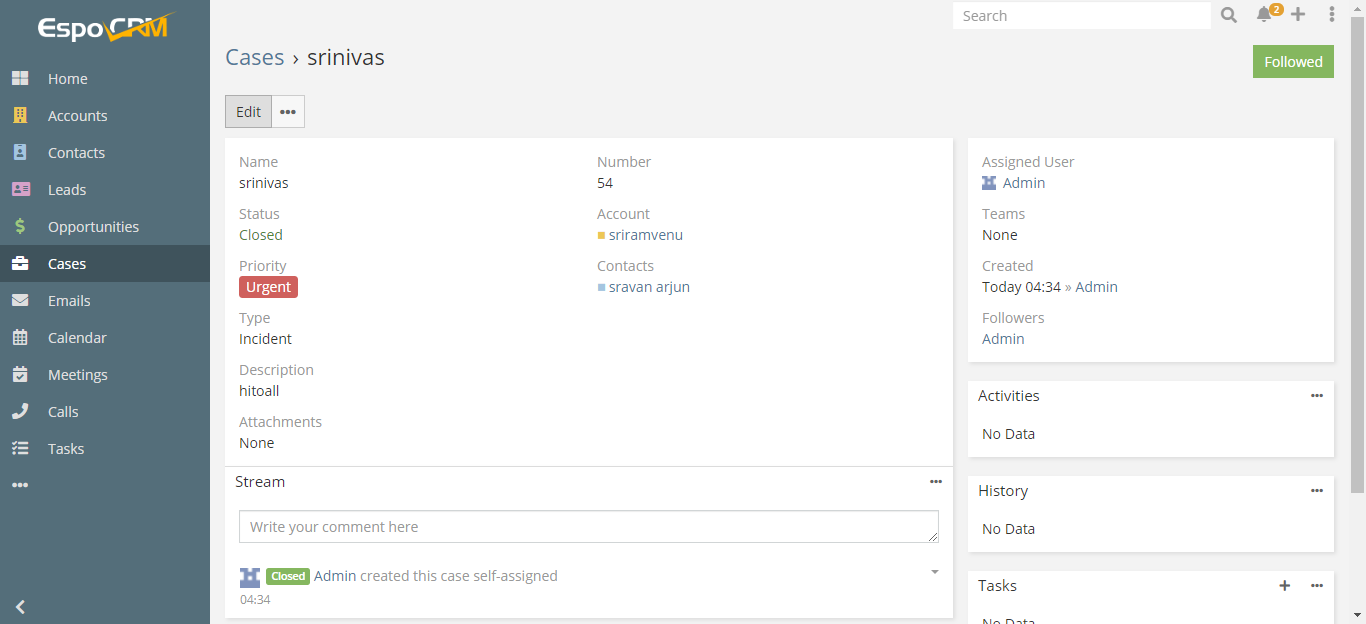 EspoCRM
Search
2
Home
Accounts
Contacts
Leads
Opportunities
Cases
Emails
Calendar
Meetings
Calls
Tasks
Cases › srinivas
Followed
Edit
Name
srinivas
Number
54
Status
Closed
Account
sriramvenu
Priority
Urgent
Contacts
sravan arjun
Type
Incident
Description
hitoall
Attachments
None
Stream
Write your comment here
Closed Admin created this case self-assigned
04:34
Assigned User
Admin
Teams
None
Created
Today 04:34 » Admin
Followers
Admin
Activities
No Data
History
No Data
Tasks
No Data